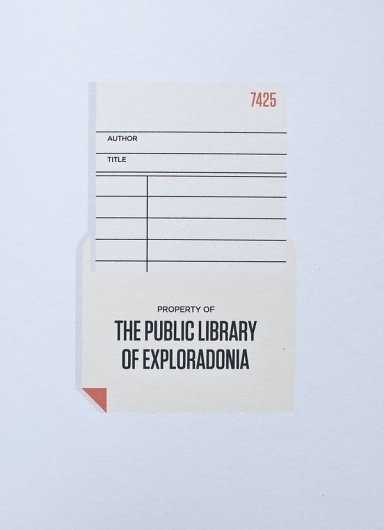 7425
AUTHOR
TITLE
PROPERTY OF
THE PUBLIC LIBRARY
OF EXPLORADONIA